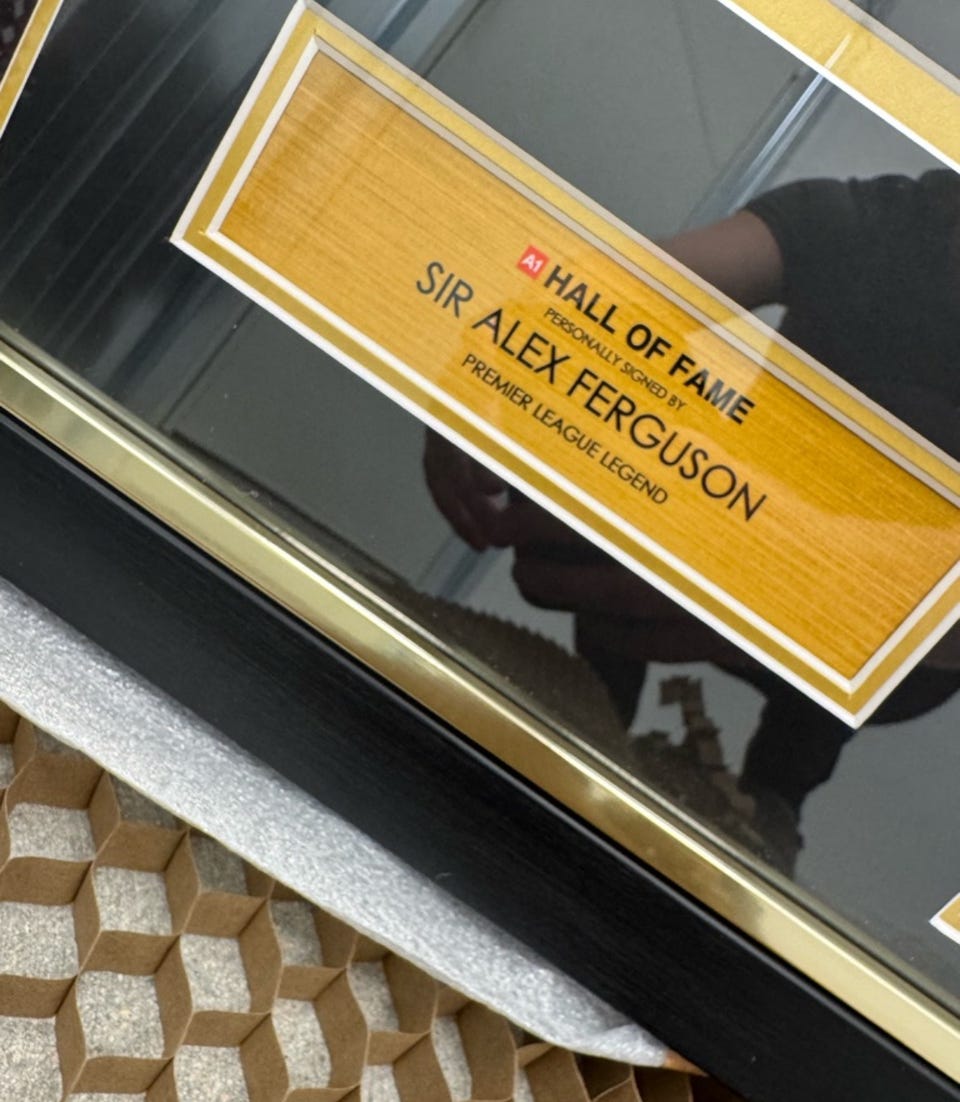 A1 HALL OF FAME
PERSONALLY SIGNED BY
SIR ALEX FERGUSON
PREMIER LEAGUE LEGEND